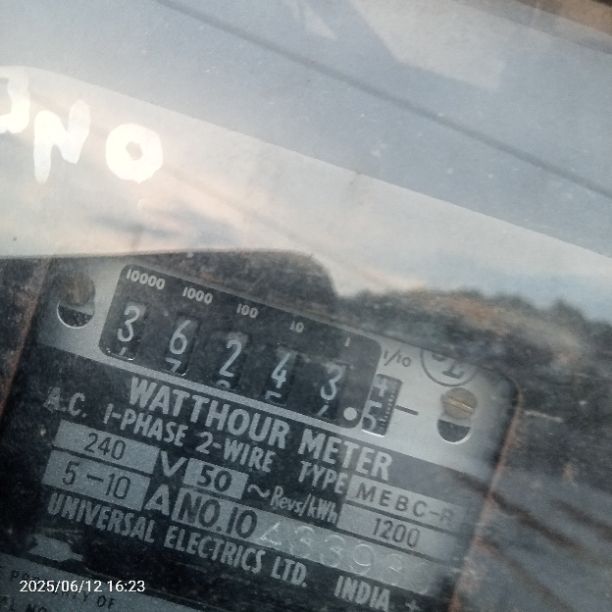 NO
10000 1000 100 10 1 1/10
3 6 2 4 3
WATTHOUR METER
A.C. 1-PHASE 2-WIRE TYPE MEBC-R
240 V 50 ~ Revs/kWh 1200
5-10 A NO.10
UNIVERSAL ELECTRICS LTD. INDIA
OF
2025/06/12 16:23